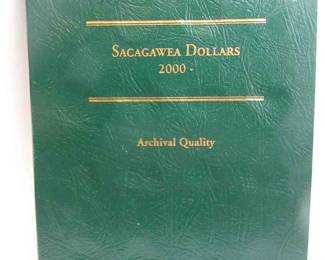 Sacagawea Dollars
2000 -
Archival Quality